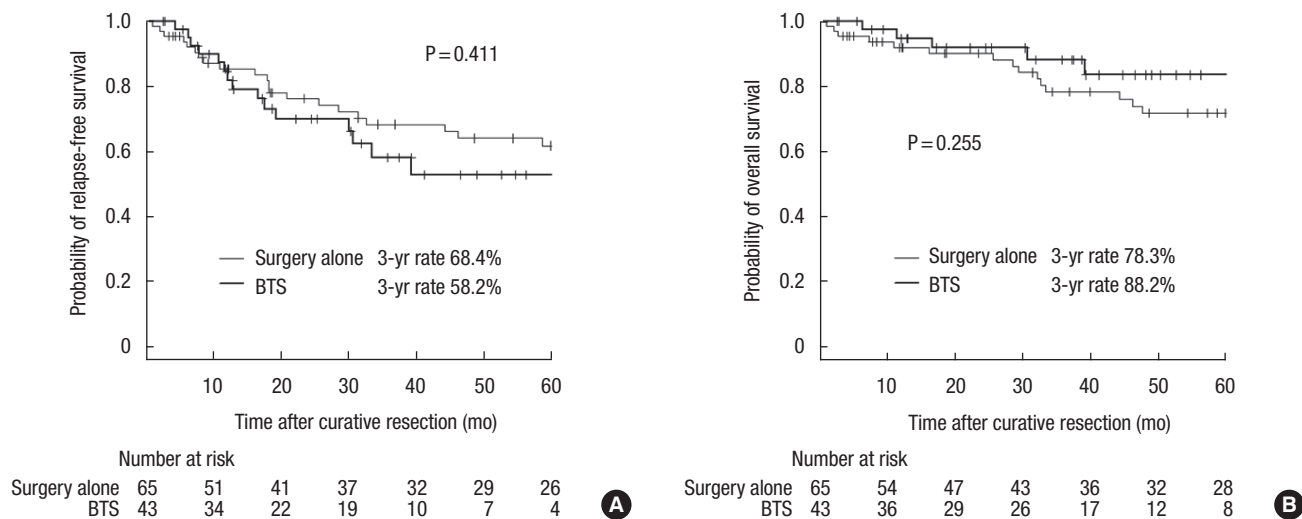 Probability of relapse-free survival
1.0
0.8
0.6
0.4
0.2
0
P=0.411
Surgery alone 3-yr rate 68.4%
BTS 3-yr rate 58.2%
10 20 30 40 50 60
Time after curative resection (mo)
Number at risk
Surgery alone 65 51 41 37 32 29 26
BTS 43 34 22 19 10 7 4
A
Probability of overall survival
1.0
0.8
0.6
0.4
0.2
0
P=0.255
Surgery alone 3-yr rate 78.3%
BTS 3-yr rate 88.2%
10 20 30 40 50 60
Time after curative resection (mo)
Number at risk
Surgery alone 65 54 47 43 36 32 28
BTS 43 36 29 26 17 12 8
B